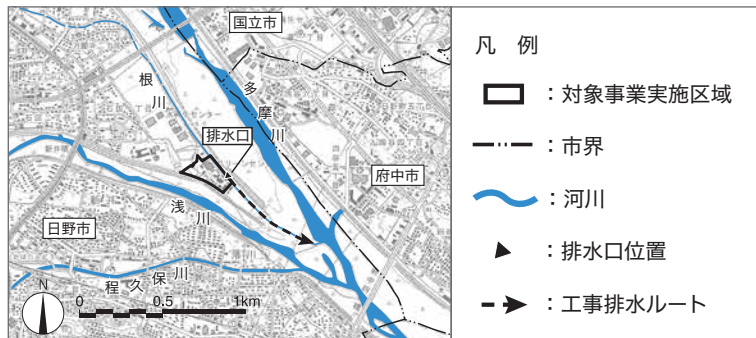 国立市
根川
多摩川
排水口
府中市
浅川
日野市
程久保川
N
0 0.5 1km
凡 例
：対象事業実施区域
：市界
：河川
：排水口位置
：工事排水ルート